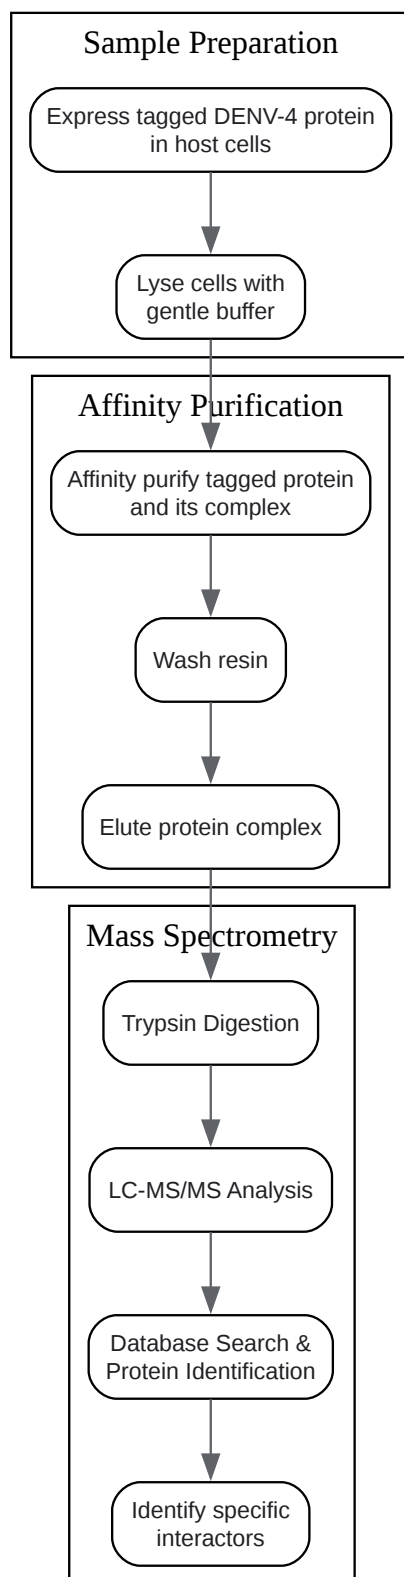 Sample Preparation
Express tagged DENV-4 protein
in host cells
Lyse cells with
gentle buffer
Affinity Purification
Affinity purify tagged protein
and its complex
Wash resin
Elute protein complex
Mass Spectrometry
Trypsin Digestion
LC-MS/MS Analysis
Database Search &
Protein Identification
Identify specific
interactors